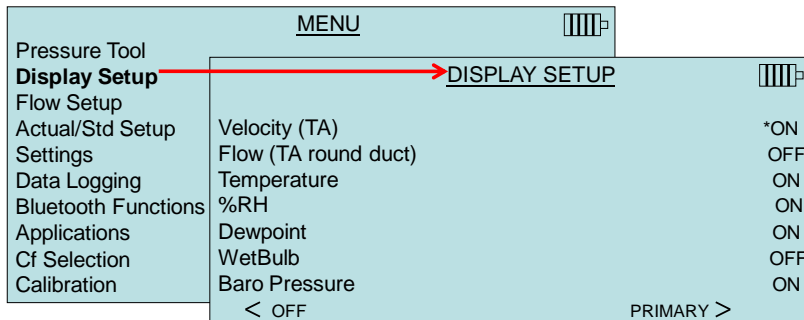 MENU
Pressure Tool
Display Setup
Flow Setup
Actual/Std Setup
Settings
Data Logging
Bluetooth Functions
Applications
Cf Selection
Calibration
DISPLAY SETUP
Velocity (TA) *ON
Flow (TA round duct) OFF
Temperature ON
%RH ON
Dewpoint ON
WetBulb OFF
Baro Pressure ON
< OFF PRIMARY >